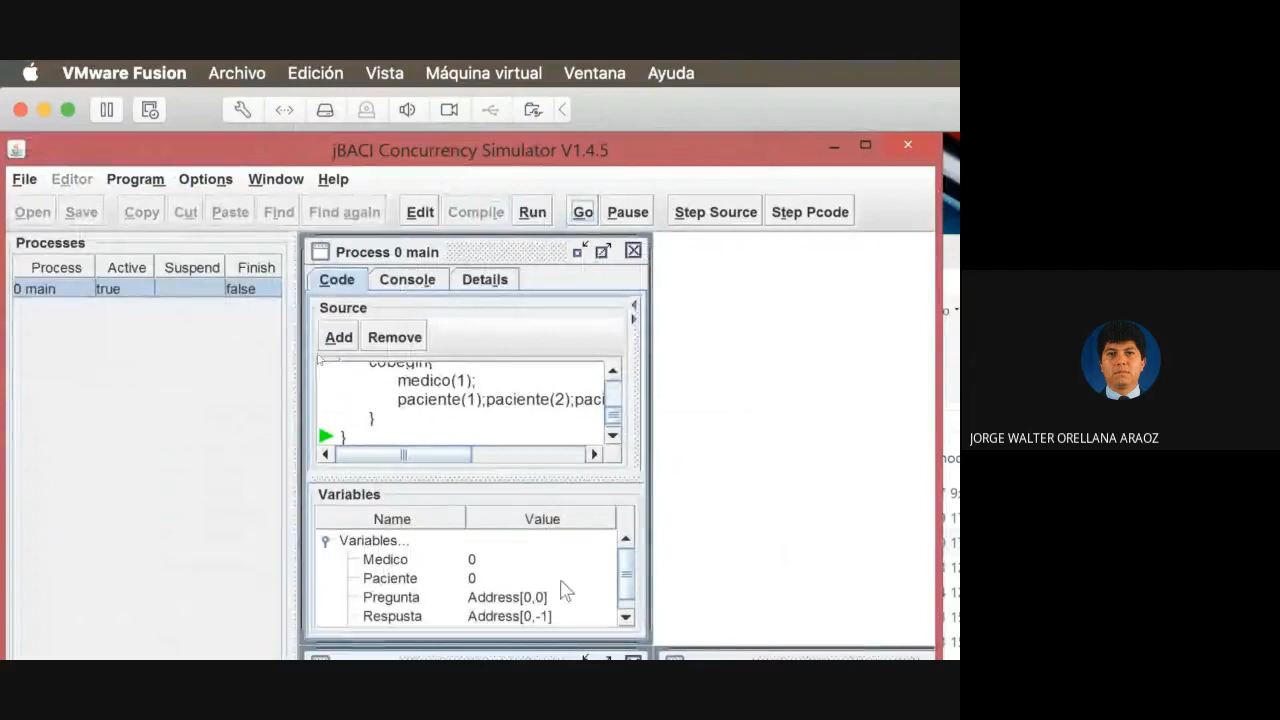 VMware Fusion Archivo Edición Vista Máquina virtual Ventana Ayuda
jBACI Concurrency Simulator V1.4.5
File Editor Program Options Window Help
Open Save Copy Cut Paste Find Find again Edit Compile Run Go Pause Step Source Step Pcode
Processes
Process Active Suspend Finish
0 main true false
Process 0 main
Code Console Details
Source
Add Remove
cobegin{
medico(1);
paciente(1);paciente(2);paci
}
}
Variables
Name Value
Variables...
Medico 0
Paciente 0
Pregunta Address[0,0]
Respusta Address[0,-1]
JORGE WALTER ORELLANA ARAOZ